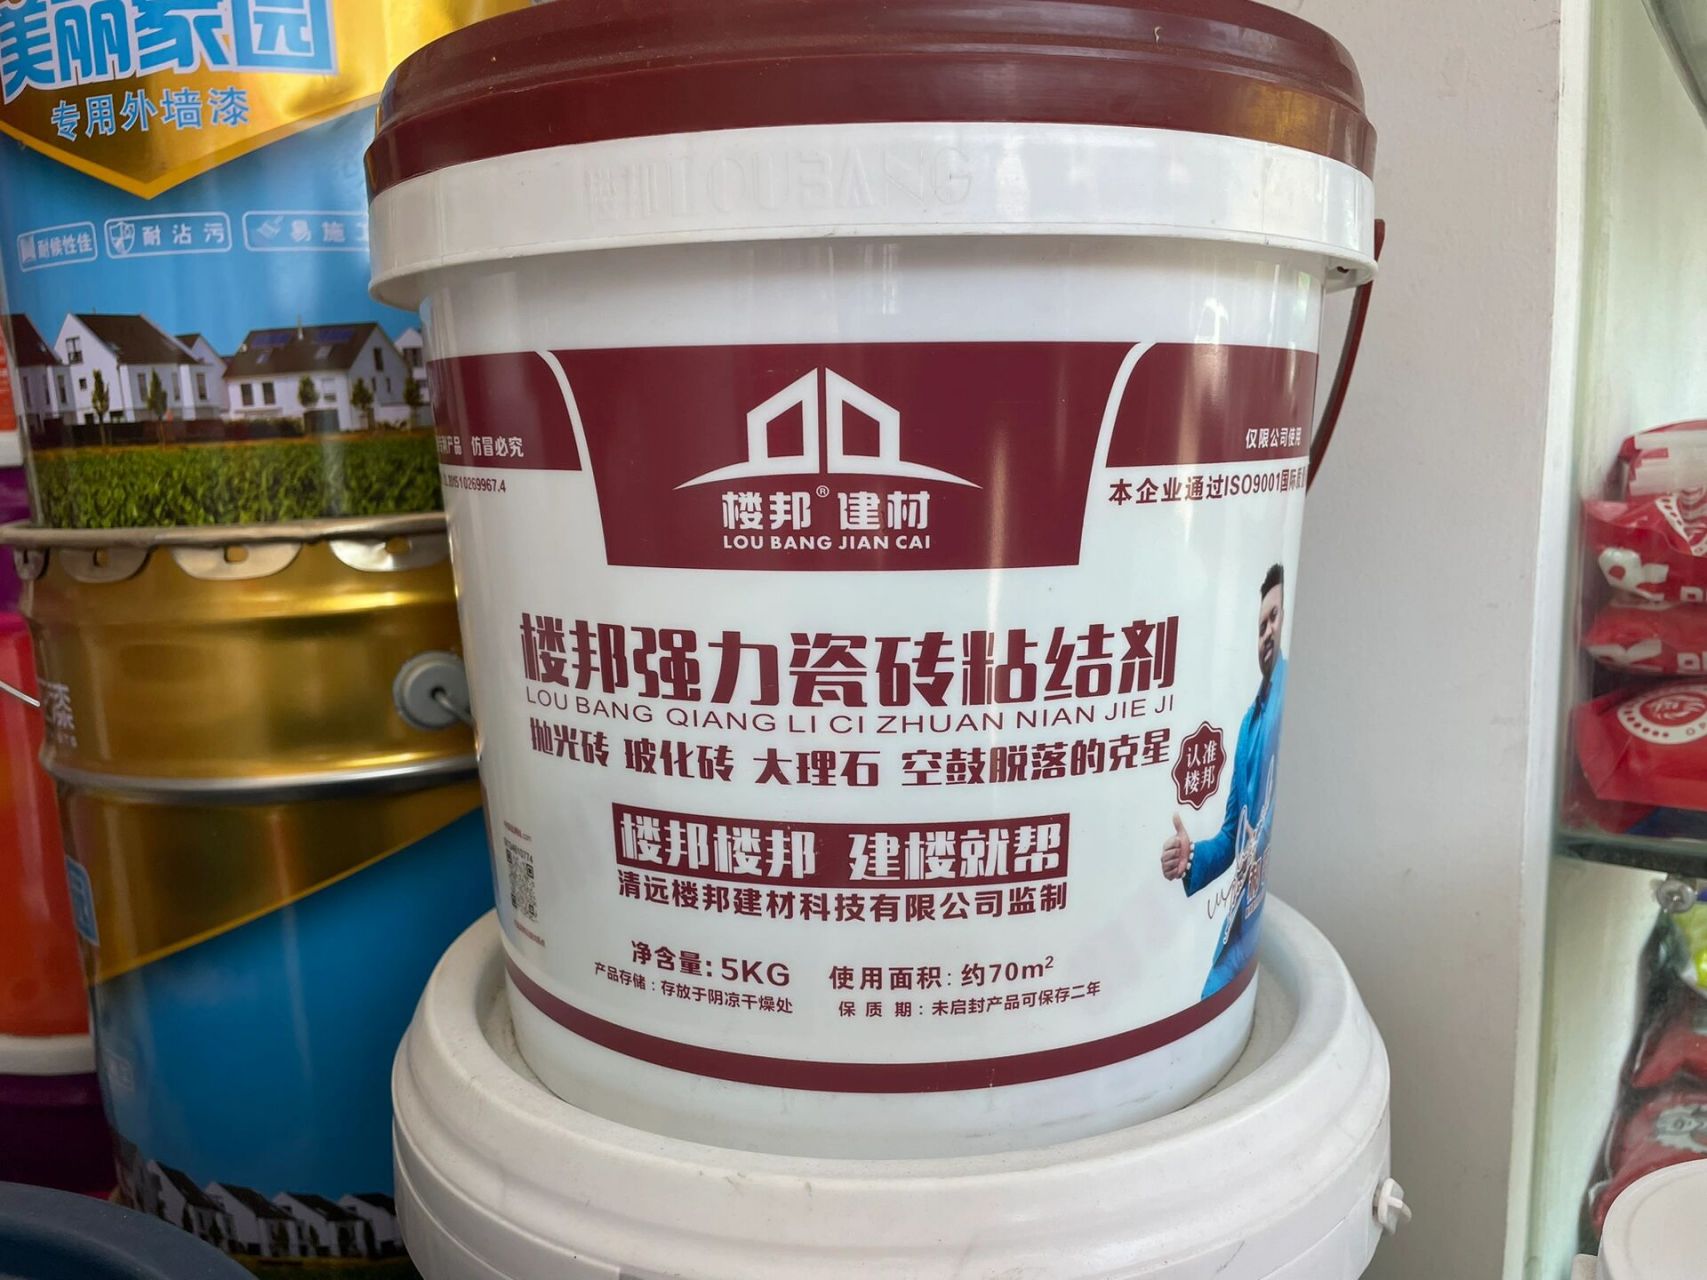 美丽家园
专用外墙漆
耐候性佳
耐沾污
易施工
仿冒必究
仅限公司使用
本企业通过ISO9001国际质
楼邦®建材
LOU BANG JIAN CAI
楼邦强力瓷砖粘结剂
LOU BANG QIANG LI CI ZHUAN NIAN JIE JI
抛光砖 玻化砖 大理石 空鼓脱落的克星
认准
楼邦
楼邦楼邦 建楼就帮
清远楼邦建材科技有限公司监制
净含量：5KG 使用面积：约70m²
产品存储：存放于阴凉干燥处 保质期：未启封产品可保存二年